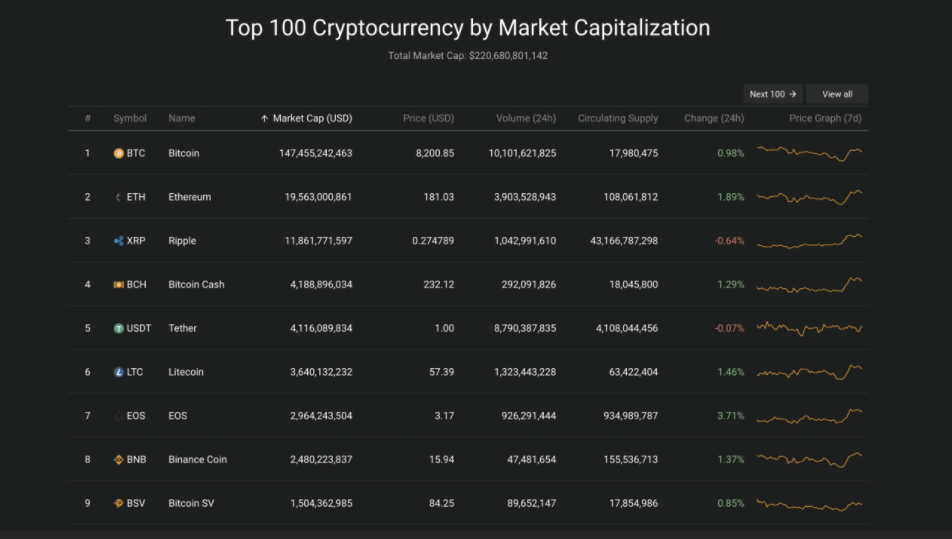 Top 100 Cryptocurrency by Market Capitalization
Total Market Cap: $220,680,801,142
Next 100 → View all
# Symbol Name ↑ Market Cap (USD) Price (USD) Volume (24h) Circulating Supply Change (24h) Price Graph (7d)
1 BTC Bitcoin 147,455,242,463 8,200.85 10,101,621,825 17,980,475 0.98%
2 ETH Ethereum 19,563,000,861 181.03 3,903,528,943 108,061,812 1.89%
3 XRP Ripple 11,861,771,597 0.274789 1,042,991,610 43,166,787,298 -0.64%
4 BCH Bitcoin Cash 4,188,896,034 232.12 292,091,826 18,045,800 1.29%
5 USDT Tether 4,116,089,834 1.00 8,790,387,835 4,108,044,456 -0.07%
6 LTC Litecoin 3,640,132,232 57.39 1,323,443,228 63,422,404 1.46%
7 EOS EOS 2,964,243,504 3.17 926,291,444 934,989,787 3.71%
8 BNB Binance Coin 2,480,223,837 15.94 47,481,654 155,536,713 1.37%
9 BSV Bitcoin SV 1,504,362,985 84.25 89,652,147 17,854,986 0.85%